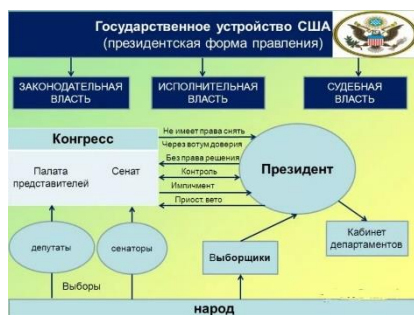 Государственное устройство США
(президентская форма правления)
ЗАКОНОДАТЕЛЬНАЯ
ВЛАСТЬ
ИСПОЛНИТЕЛЬНАЯ
ВЛАСТЬ
СУДЕБНАЯ
ВЛАСТЬ
Конгресс
Палата
представителей
Сенат
Не имеет права снять
Через вотум доверия
Без права решения
Контроль
Импичмент
Приост. вето
Президент
депутаты
сенаторы
Выборщики
Кабинет
департаментов
Выборы
народ